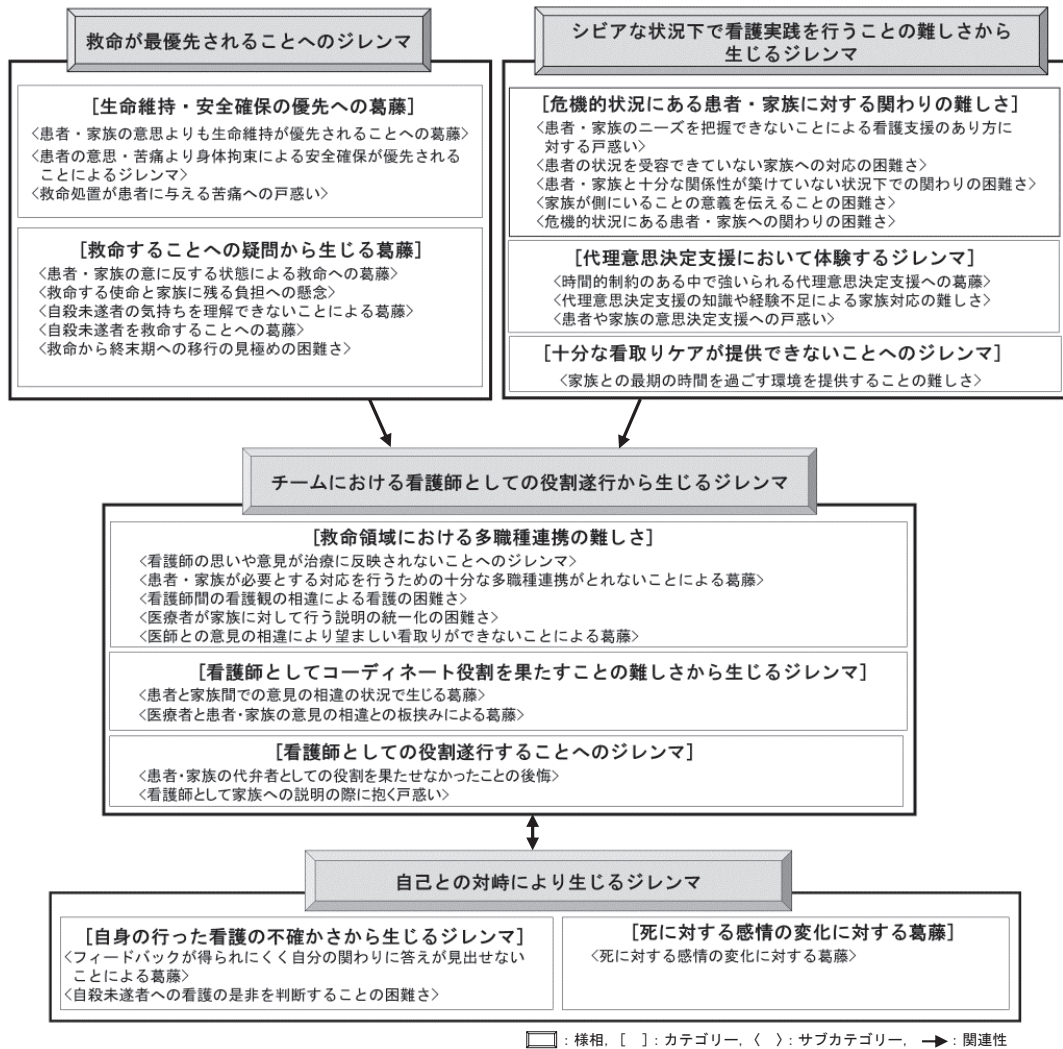 救命が最優先されることへのジレンマ
[生命維持・安全確保の優先への葛藤]
〈患者・家族の意思よりも生命維持が優先されることへの葛藤〉
〈患者の意思・苦痛より身体拘束による安全確保が優先される
ことによるジレンマ〉
〈救命処置が患者に与える苦痛への戸惑い〉
[救命することへの疑問から生じる葛藤]
〈患者・家族の意に反する状態による救命への葛藤〉
〈救命する使命と家族に残る負担への懸念〉
〈自殺未遂者の気持ちを理解できないことによる葛藤〉
〈自殺未遂者を救命することへの葛藤〉
〈救命から終末期への移行の見極めの困難さ〉
シビアな状況下で看護実践を行うことの難しさから
生じるジレンマ
[危機的状況にある患者・家族に対する関わりの難しさ]
〈患者・家族のニーズを把握できないことによる看護支援のあり方に
対する戸惑い〉
〈患者の状況を受容できていない家族への対応の困難さ〉
〈患者・家族と十分な関係性が築けていない状況下での関わりの困難さ〉
〈家族が側にいることの意義を伝えることの困難さ〉
〈危機的状況にある患者・家族への関わりの困難さ〉
[代理意思決定支援において体験するジレンマ]
〈時間的制約のある中で強いられる代理意思決定支援への葛藤〉
〈代理意思決定支援の知識や経験不足による家族対応の難しさ〉
〈患者や家族の意思決定支援への戸惑い〉
[十分な看取りケアが提供できないことへのジレンマ]
〈家族との最期の時間を過ごす環境を提供することの難しさ〉
チームにおける看護師としての役割遂行から生じるジレンマ
[救命領域における多職種連携の難しさ]
〈看護師の思いや意見が治療に反映されないことへのジレンマ〉
〈患者・家族が必要とする対応を行うための十分な多職種連携がとれないことによる葛藤〉
〈看護師間の看護観の相違による看護の困難さ〉
〈医療者が家族に対して行う説明の統一化の困難さ〉
〈医師との意見の相違により望ましい看取りができないことによる葛藤〉
[看護師としてコーディネート役割を果たすことの難しさから生じるジレンマ]
〈患者と家族間での意見の相違の状況で生じる葛藤〉
〈医療者と患者・家族の意見の相違との板挟みによる葛藤〉
[看護師としての役割遂行することへのジレンマ]
〈患者・家族の代弁者としての役割を果たせなかったことの後悔〉
〈看護師として家族への説明の際に抱く戸惑い〉
自己との対峙により生じるジレンマ
[自身の行った看護の不確かさから生じるジレンマ]
〈フィードバックが得られにくく自分の関わりに答えが見出せない
ことによる葛藤〉
〈自殺未遂者への看護の是非を判断することの困難さ〉
[死に対する感情の変化に対する葛藤]
〈死に対する感情の変化に対する葛藤〉
：様相,［ ］：カテゴリー,〈 〉：サブカテゴリー, →：関連性